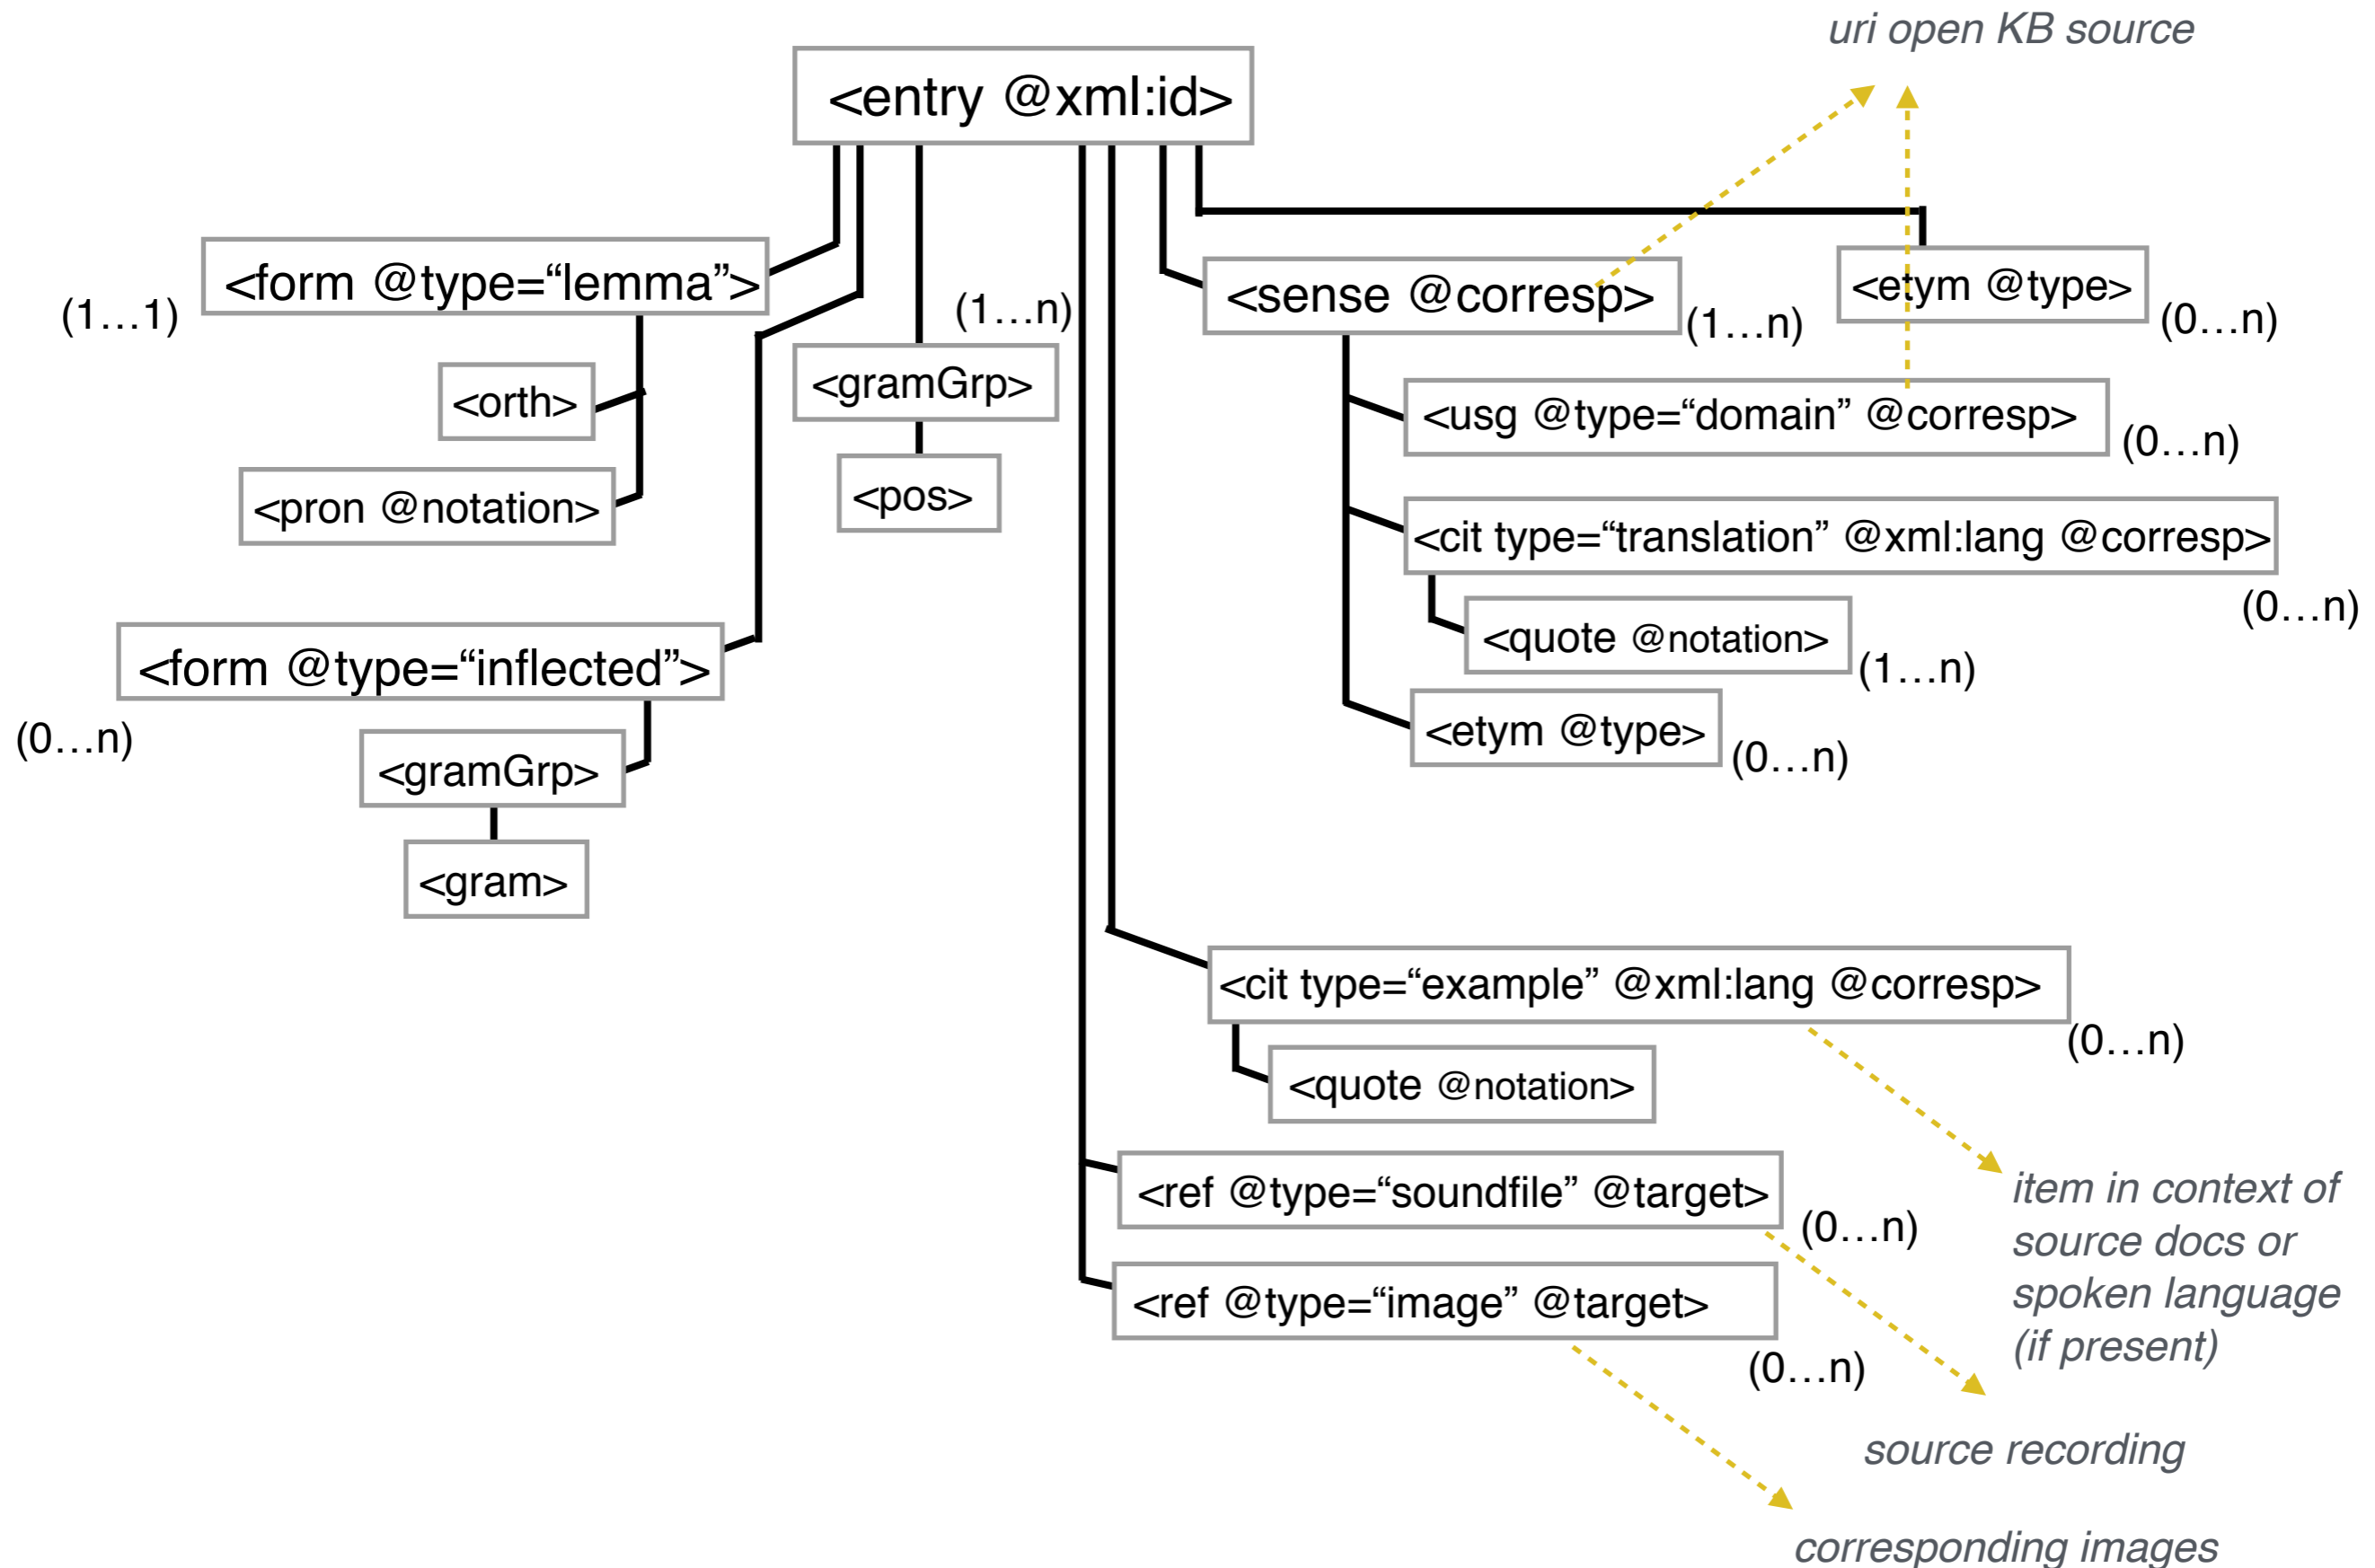 uri open KB source
<entry @xml:id>
<form @type=“lemma”>
(1…1)
<orth>
<pron @notation>
(1…n)
<gramGrp>
<pos>
<sense @corresp>
(1…n)
<etym @type>
(0…n)
<usg @type=“domain” @corresp>
(0…n)
<cit type=“translation” @xml:lang @corresp>
(0…n)
<quote @notation>
(1…n)
<etym @type>
(0…n)
<form @type=“inflected”>
(0…n)
<gramGrp>
<gram>
<cit type=“example” @xml:lang @corresp>
(0…n)
<quote @notation>
<ref @type=“soundfile” @target>
(0…n)
<ref @type=“image” @target>
(0…n)
item in context of
source docs or
spoken language
(if present)
source recording
corresponding images